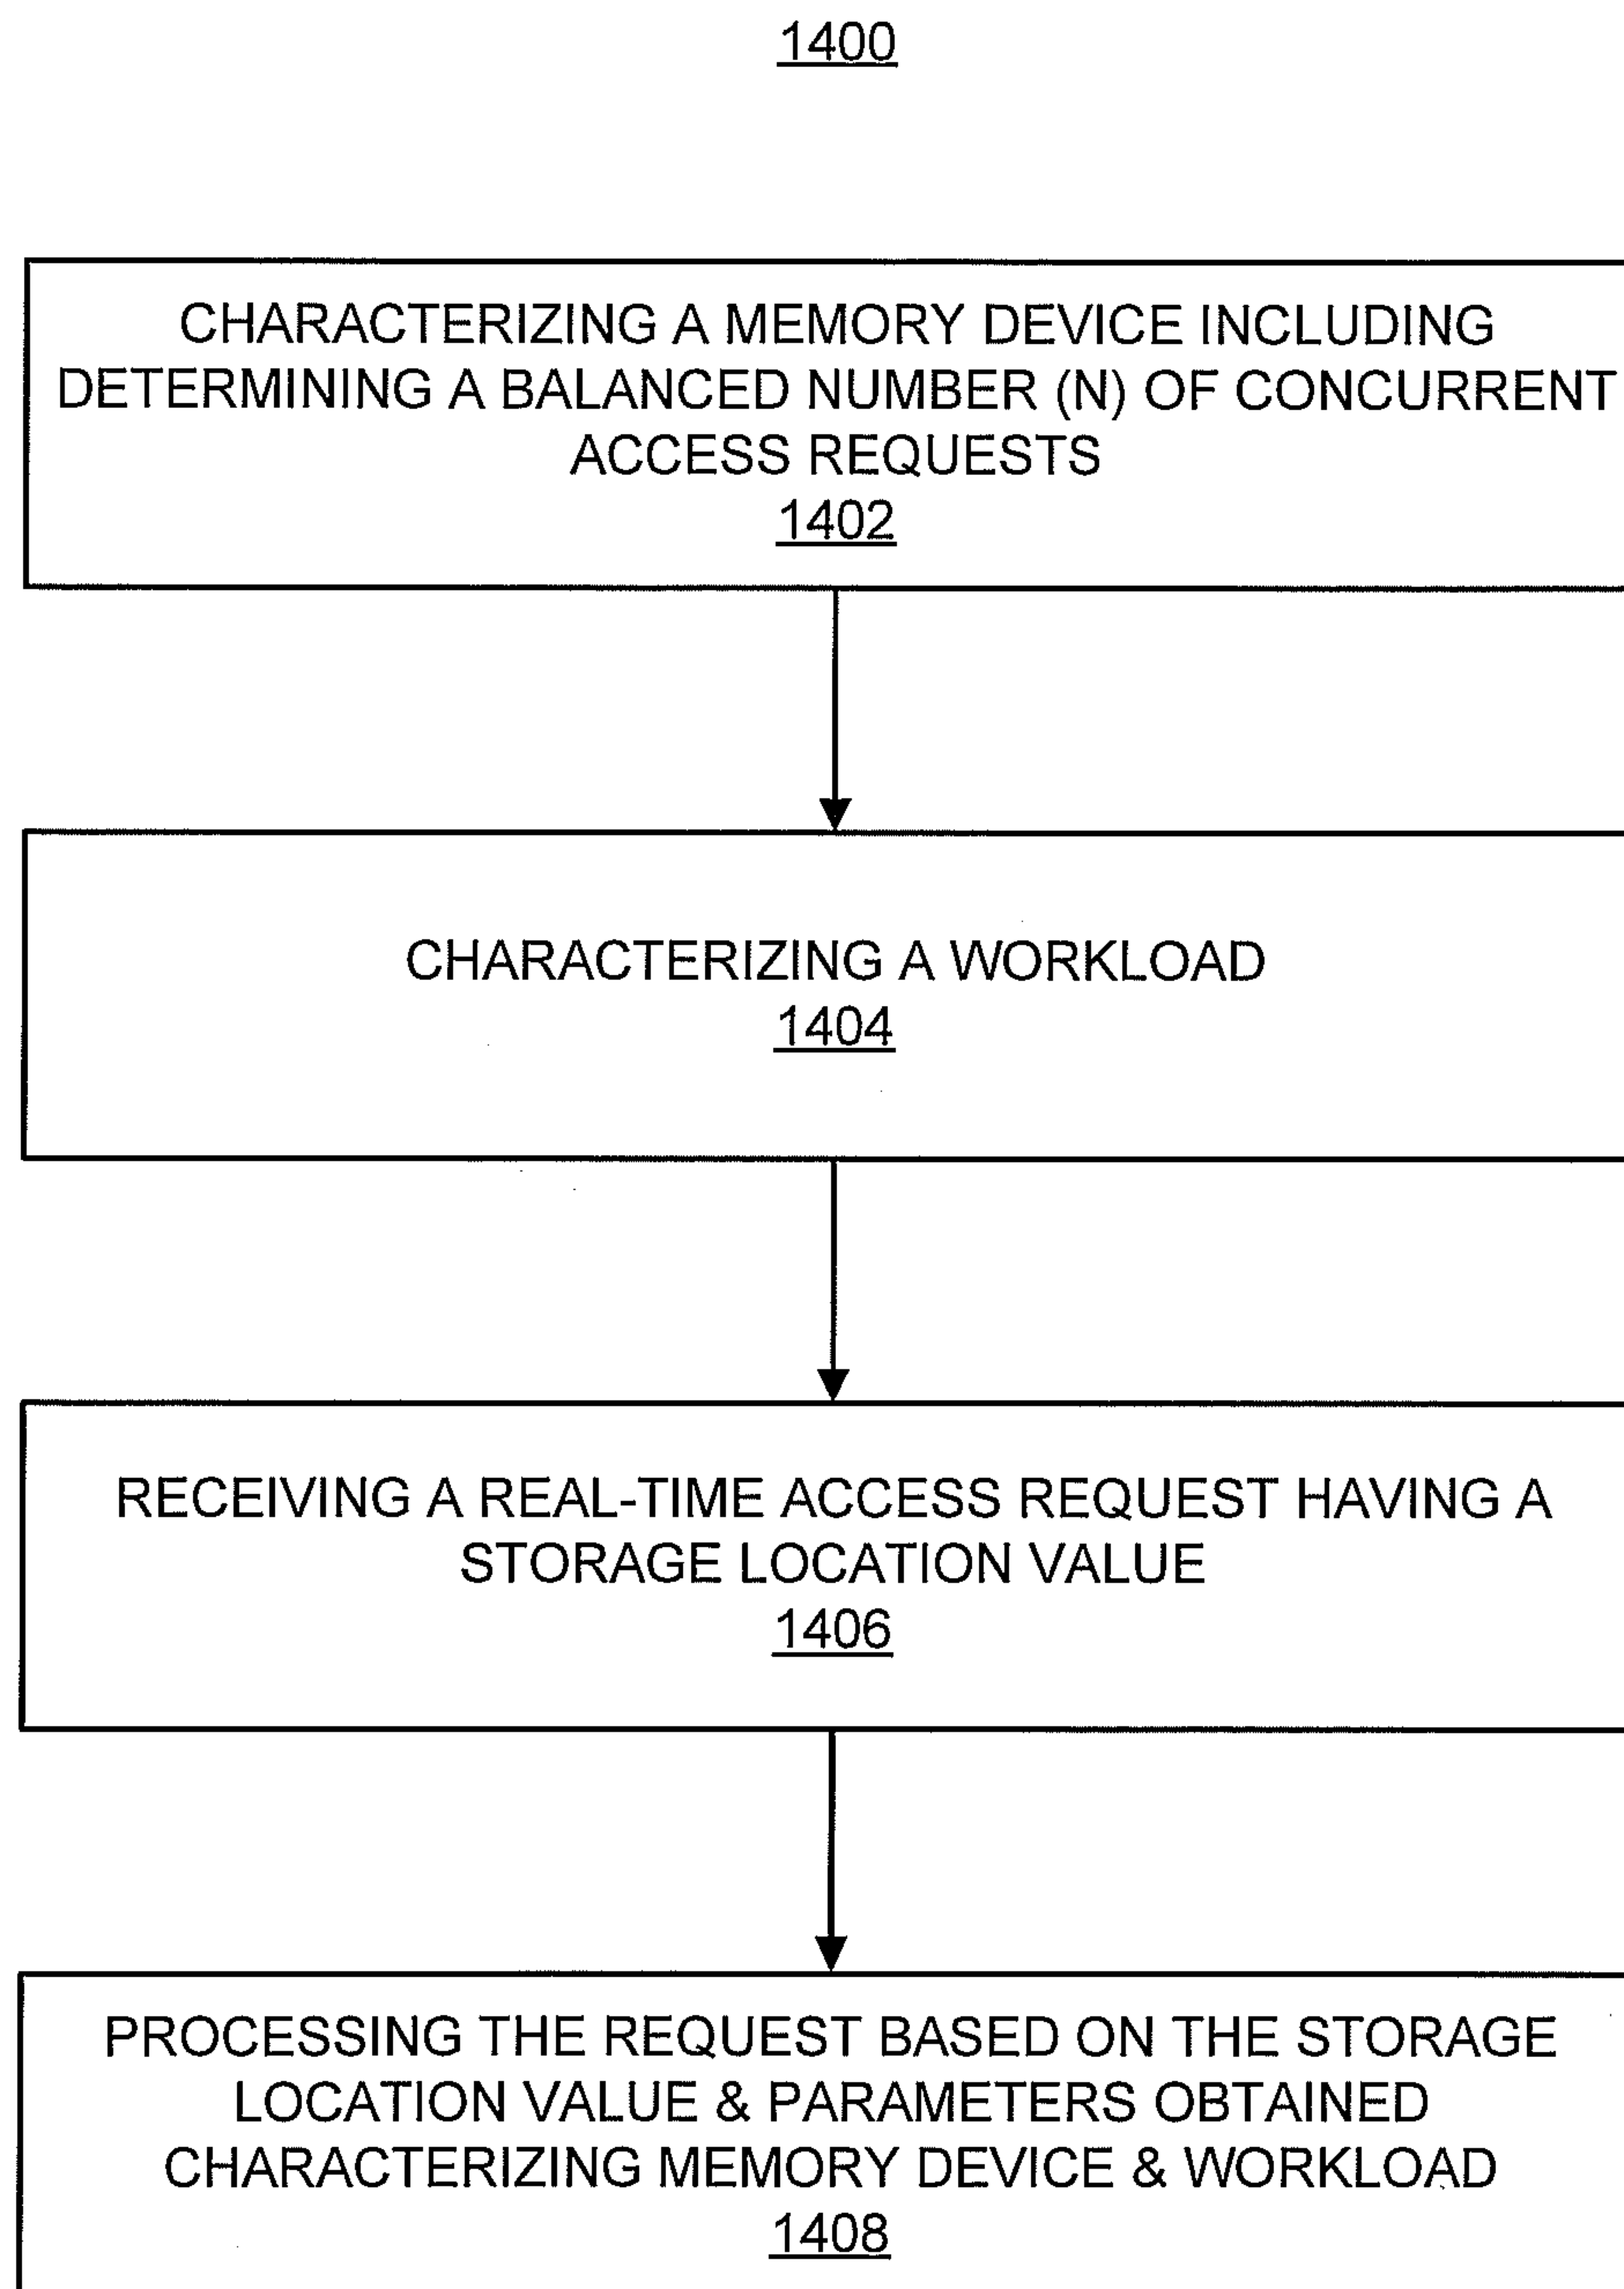 1400
CHARACTERIZING A MEMORY DEVICE INCLUDING
DETERMINING A BALANCED NUMBER (N) OF CONCURRENT
ACCESS REQUESTS
1402
CHARACTERIZING A WORKLOAD
1404
RECEIVING A REAL-TIME ACCESS REQUEST HAVING A
STORAGE LOCATION VALUE
1406
PROCESSING THE REQUEST BASED ON THE STORAGE
LOCATION VALUE & PARAMETERS OBTAINED
CHARACTERIZING MEMORY DEVICE & WORKLOAD
1408